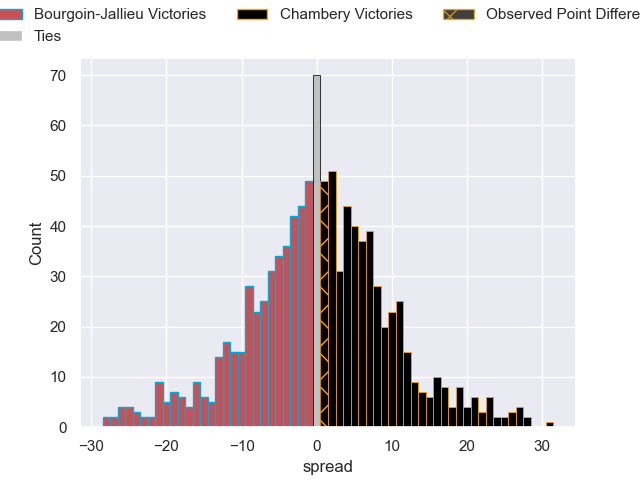 Bourgoin-Jallieu Victories
Chambery Victories
Observed Point Differe
Ties
70
60
50
40
30
20
10
0
Count
−30
−20
−10
0
10
20
30
spread